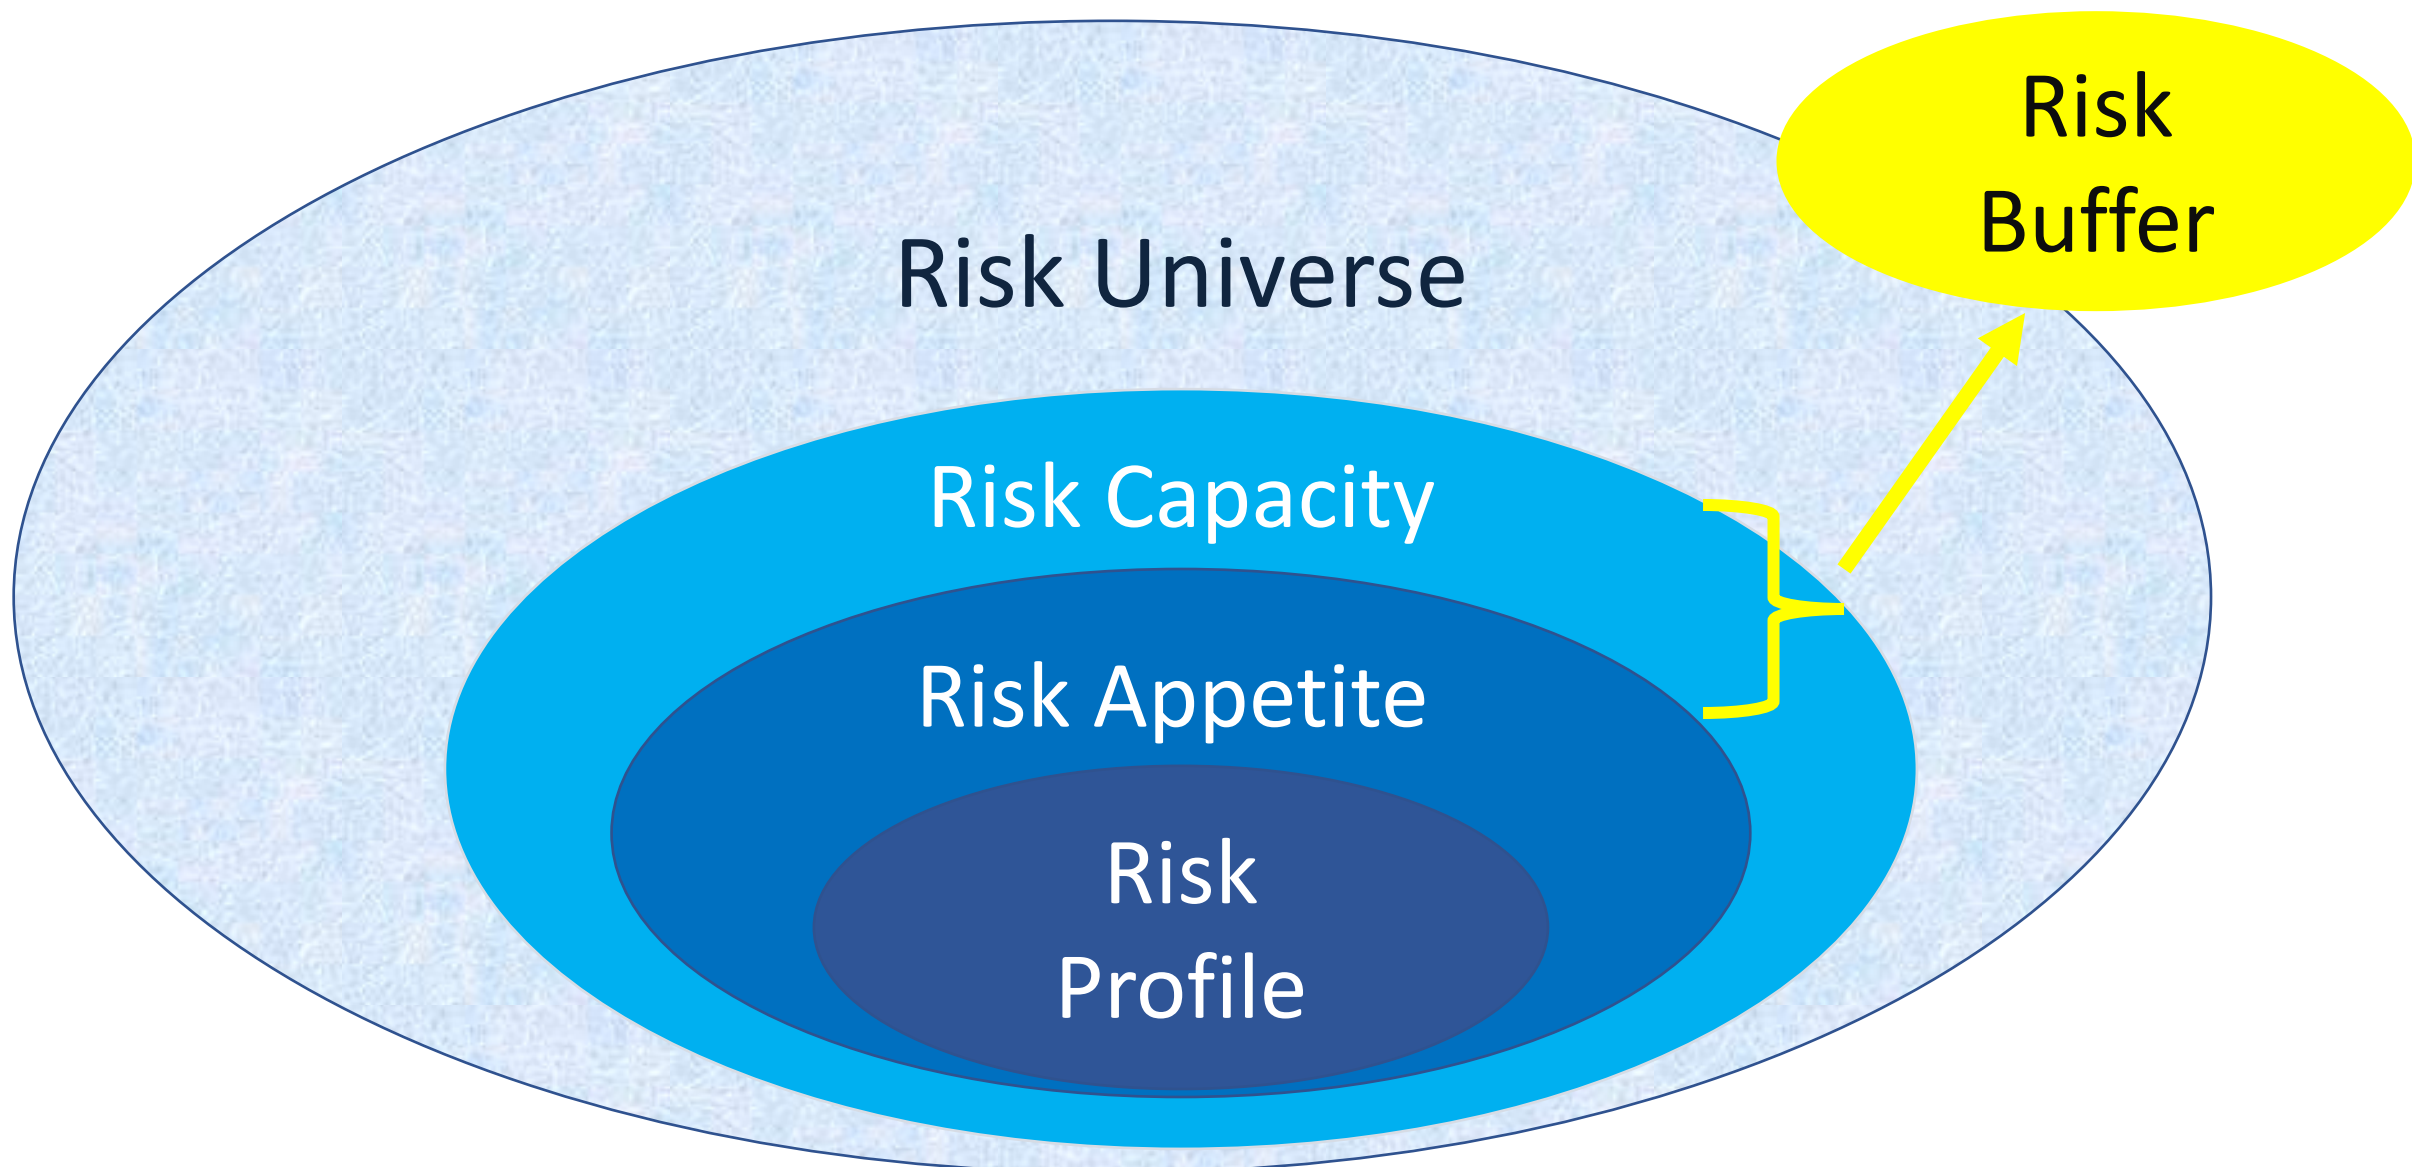 Risk
Buffer
Risk Universe
Risk Capacity
Risk Appetite
Risk
Profile